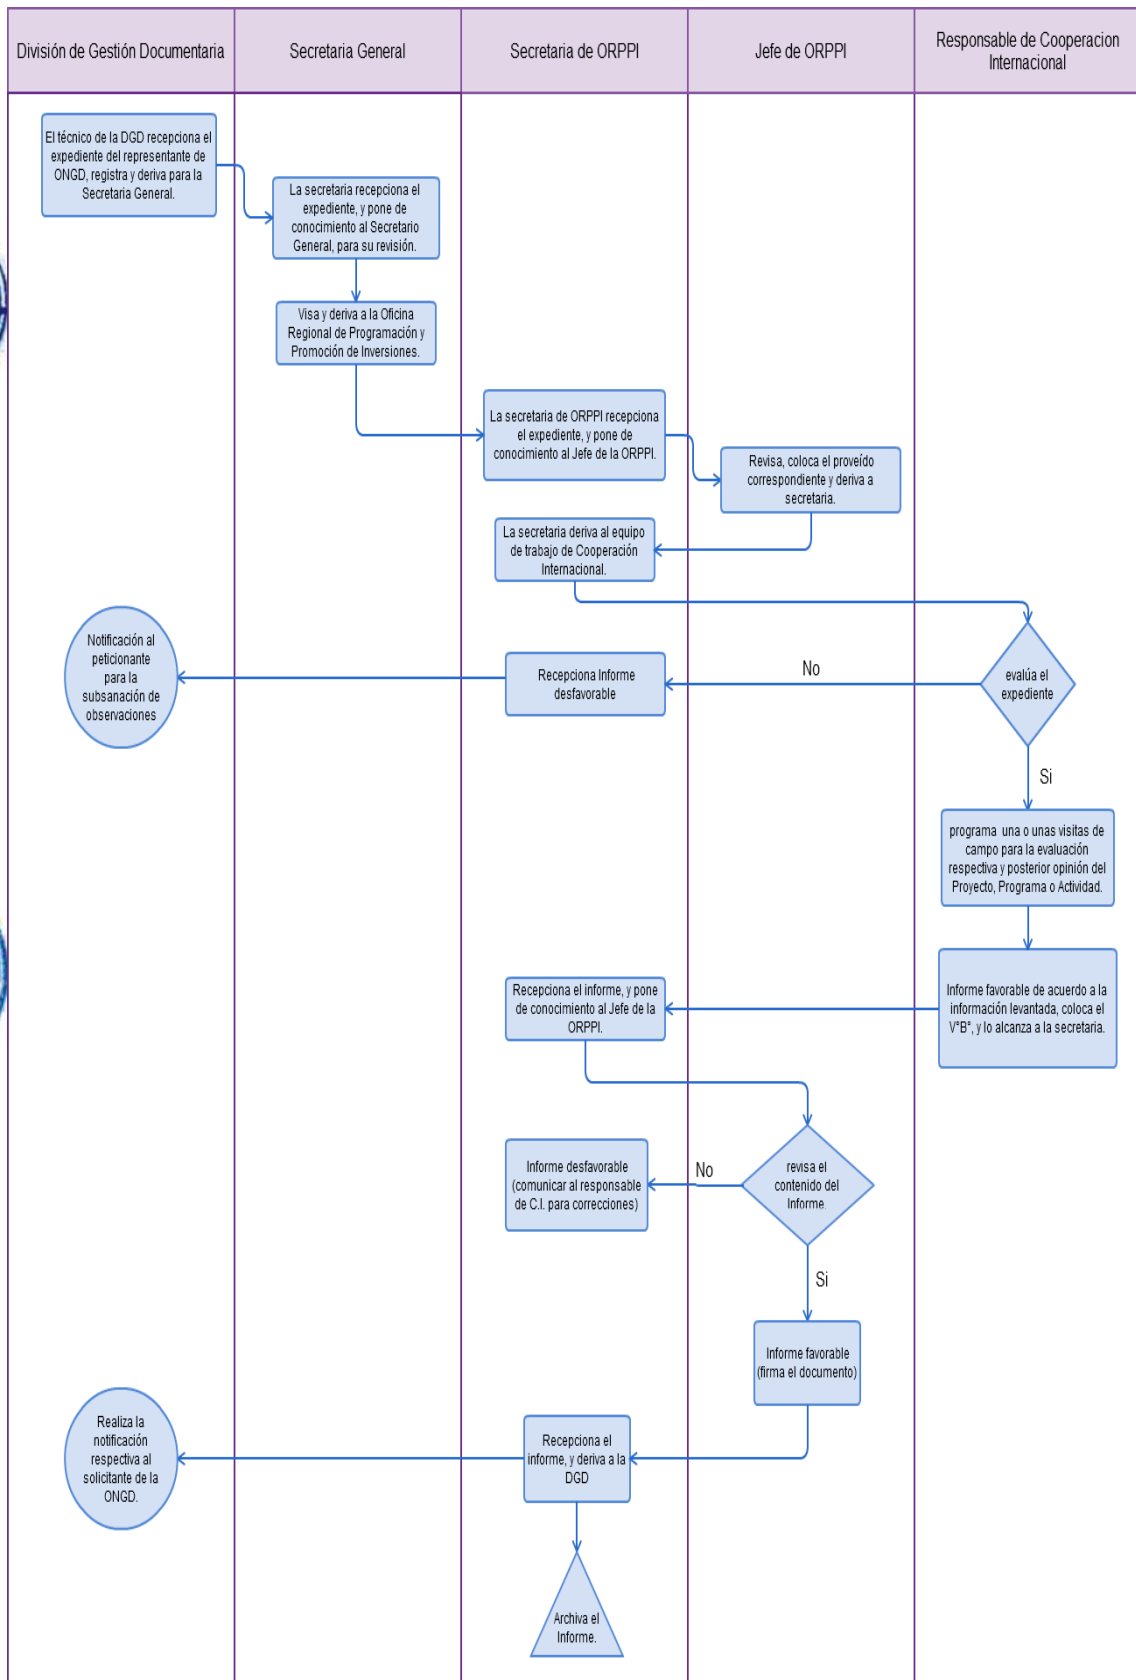 División de Gestión Documentaria
Secretaria General
Secretaria de ORPPI
Jefe de ORPPI
Responsable de Cooperacion
Internacional
El técnico de la DGD recepciona el
expediente del representante de
ONGD, registra y deriva para la
Secretaria General.
La secretaria recepciona el
expediente, y pone de
conocimiento al Secretario
General, para su revisión.
Visa y deriva a la Oficina
Regional de Programación y
Promoción de Inversiones.
La secretaria de ORPPI recepciona
el expediente, y pone de
conocimiento al Jefe de la ORPPI.
Revisa, coloca el proveído
correspondiente y deriva a
secretaria.
La secretaria deriva al equipo
de trabajo de Cooperación
Internacional.
Notificación al
peticionante
para la
subsanación de
observaciones
Recepciona Informe
desfavorable
No
evalúa el
expediente
Si
programa una o unas visitas de
campo para la evaluación
respectiva y posterior opinión del
Proyecto, Programa o Actividad.
Recepciona el informe, y pone
de conocimiento al Jefe de la
ORPPI.
Informe favorable de acuerdo a la
información levantada, coloca el
V°B°, y lo alcanza a la secretaria.
Informe desfavorable
(comunicar al responsable
de C.I. para correcciones)
No
revisa el
contenido del
Informe.
Si
Informe favorable
(firma el documento)
Realiza la
notificación
respectiva al
solicitante de la
ONGD.
Recepciona el
informe, y deriva a la
DGD
Archiva el
Informe.